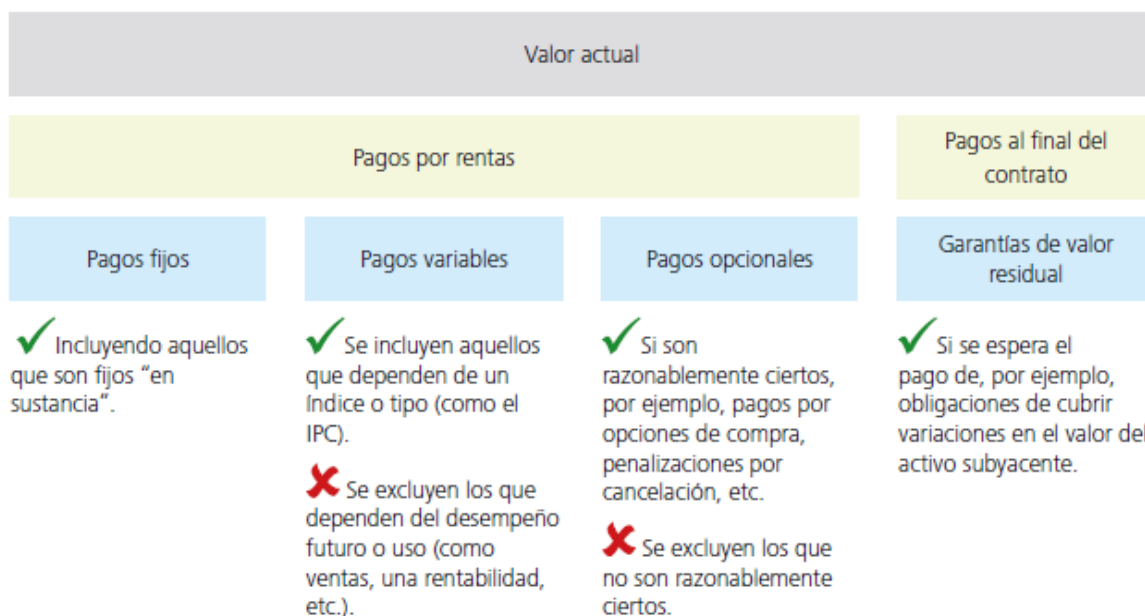 Valor actual
Pagos por rentas
Pagos al final del
contrato
Pagos fijos
Pagos variables
Pagos opcionales
Garantías de valor
residual
Incluyendo aquellos
que son fijos “en
sustancia”.
Se incluyen aquellos
que dependen de un
índice o tipo (como el
IPC).
Se excluyen los que
dependen del desempeño
futuro o uso (como
ventas, una rentabilidad,
etc.).
Si son
razonablemente ciertos,
por ejemplo, pagos por
opciones de compra,
penalizaciones por
cancelación, etc.
Se excluyen los que
no son razonablemente
ciertos.
Si se espera el
pago de, por ejemplo,
obligaciones de cubrir
variaciones en el valor del
activo subyacente.